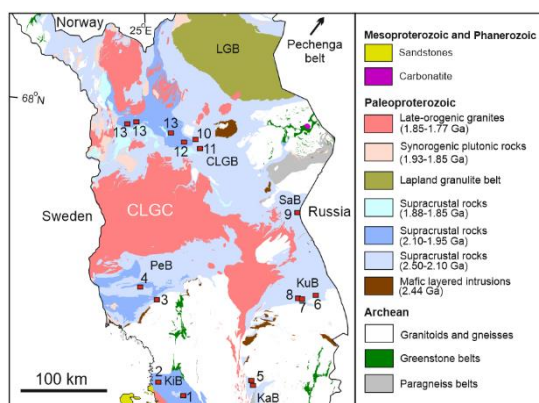 Norway
25°E
LGB
Pechenga
belt
68°N
13
13
13
10
12
11
CLGB
SaB
9
Sweden
CLGC
Russia
PeB
4
3
KuB
8
7
6
2
KiB
1
5
KaB
100 km
Mesoproterozoic and Phanerozoic
Sandstones
Carbonatite
Paleoproterozoic
Late-orogenic granites
(1.85-1.77 Ga)
Synorogenic plutonic rocks
(1.93-1.85 Ga)
Lapland granulite belt
Supracrustal rocks
(1.88-1.85 Ga)
Supracrustal rocks
(2.10-1.95 Ga)
Supracrustal rocks
(2.50-2.10 Ga)
Mafic layered intrusions
(2.44 Ga)
Archean
Granitoids and gneisses
Greenstone belts
Paragneiss belts